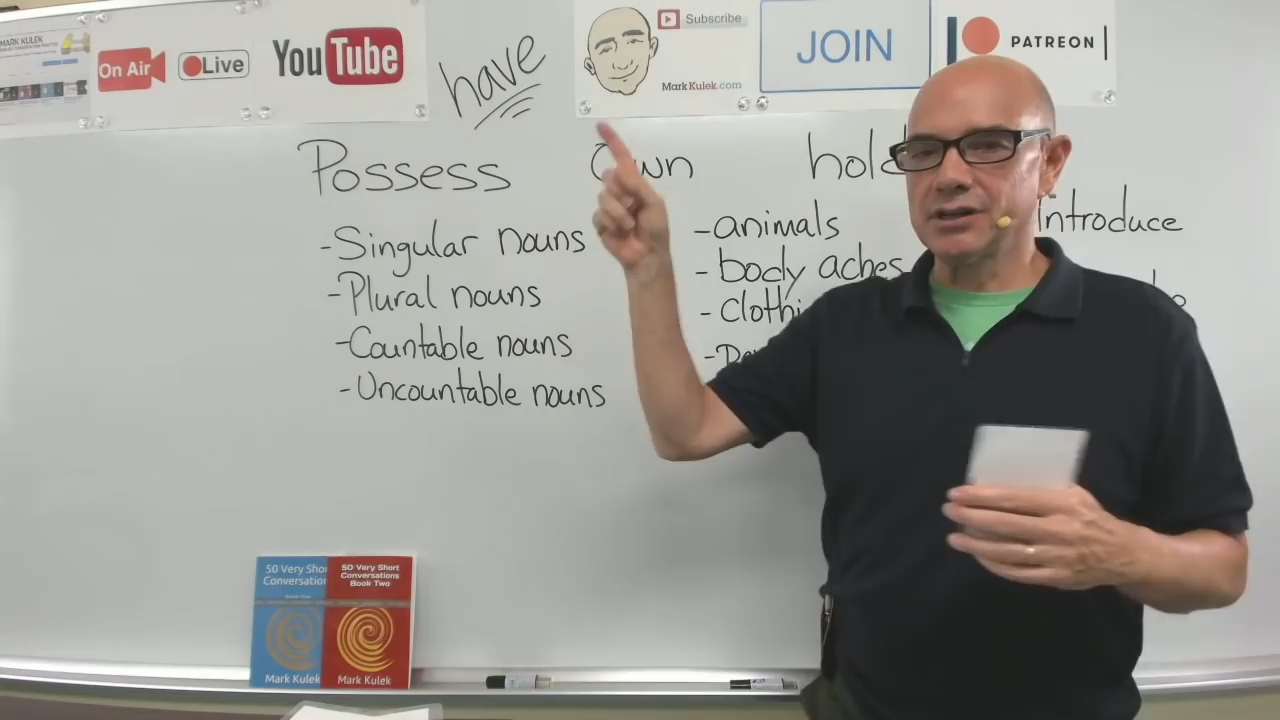 MARK KULEK
On Air
Live
YouTube
have
Subscribe
MarkKulek.com
JOIN
PATREON
Possess
Own
hold
- Singular nouns
- Plural nouns
- Countable nouns
- Uncountable nouns
- animals
- body aches
Introduce
50 Very Short
Conversations
Book Two
Mark Kulek
50 Very
Mark Kulek